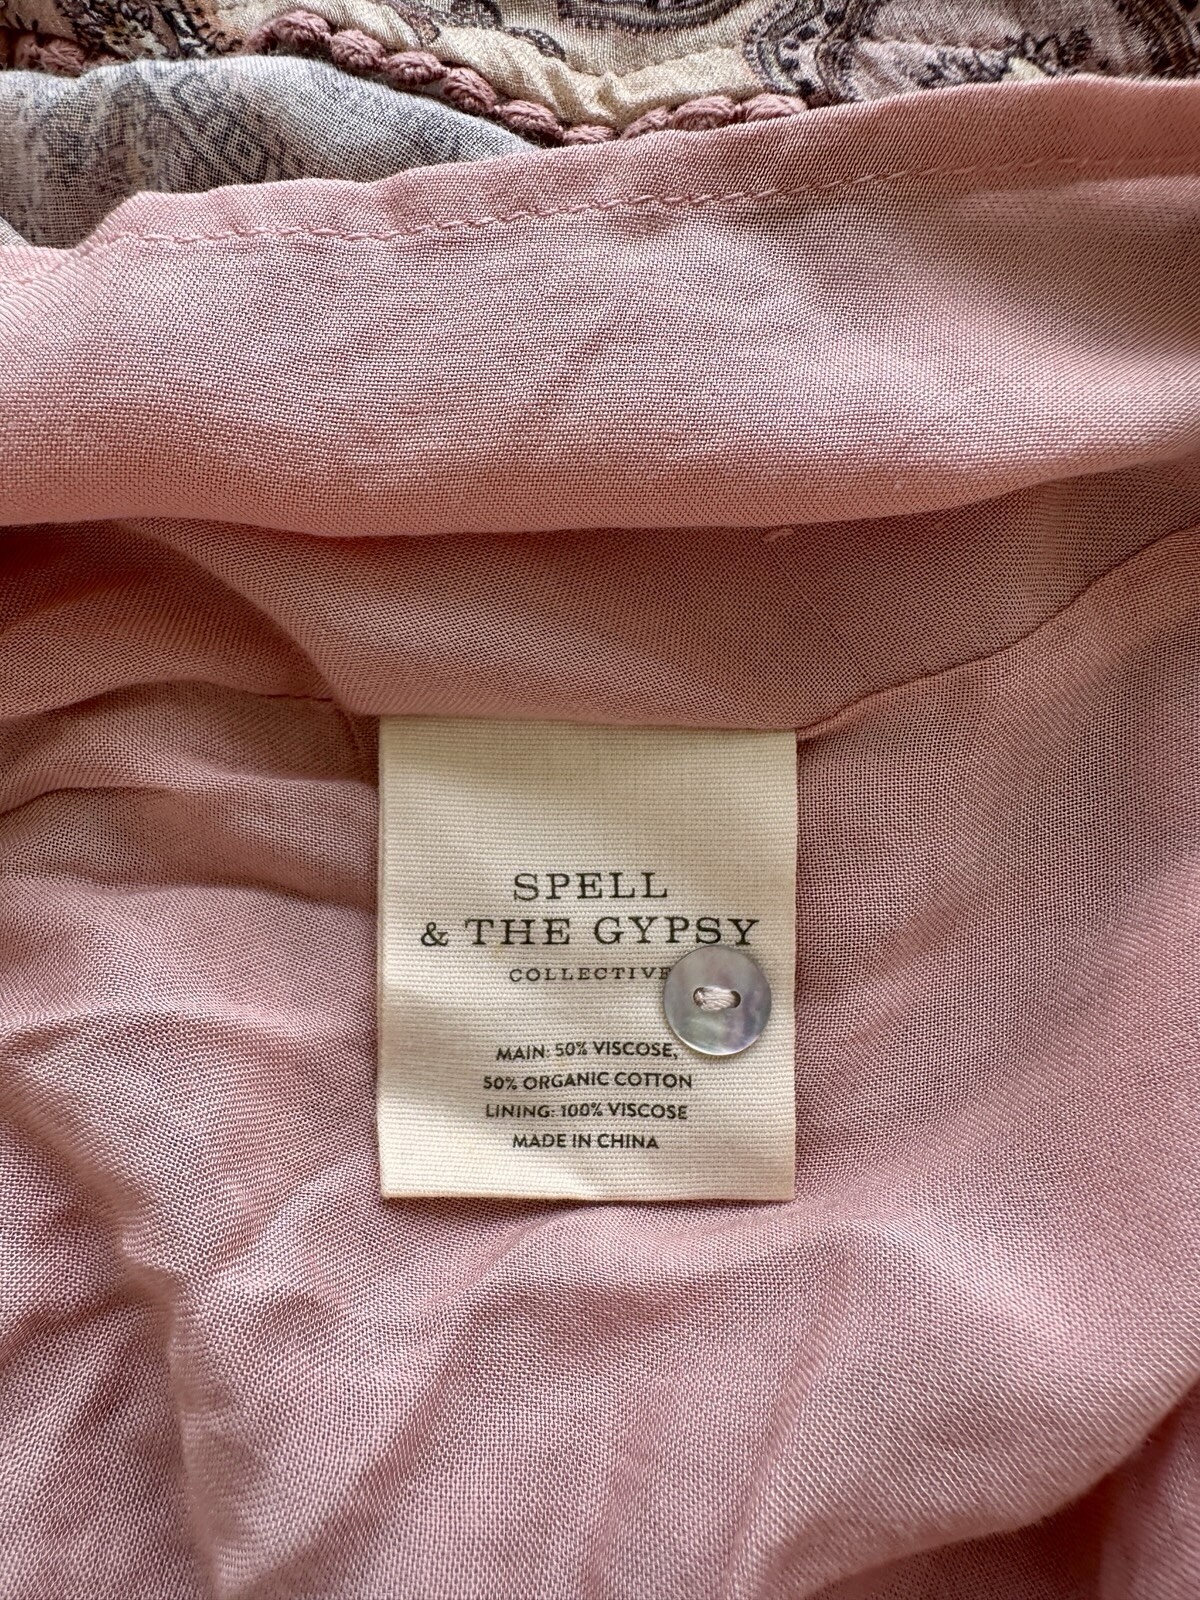 SPELL
& THE GYPSY
COLLECTIVE
MAIN: 50% VISCOSE,
50% ORGANIC COTTON
LINING: 100% VISCOSE
MADE IN CHINA